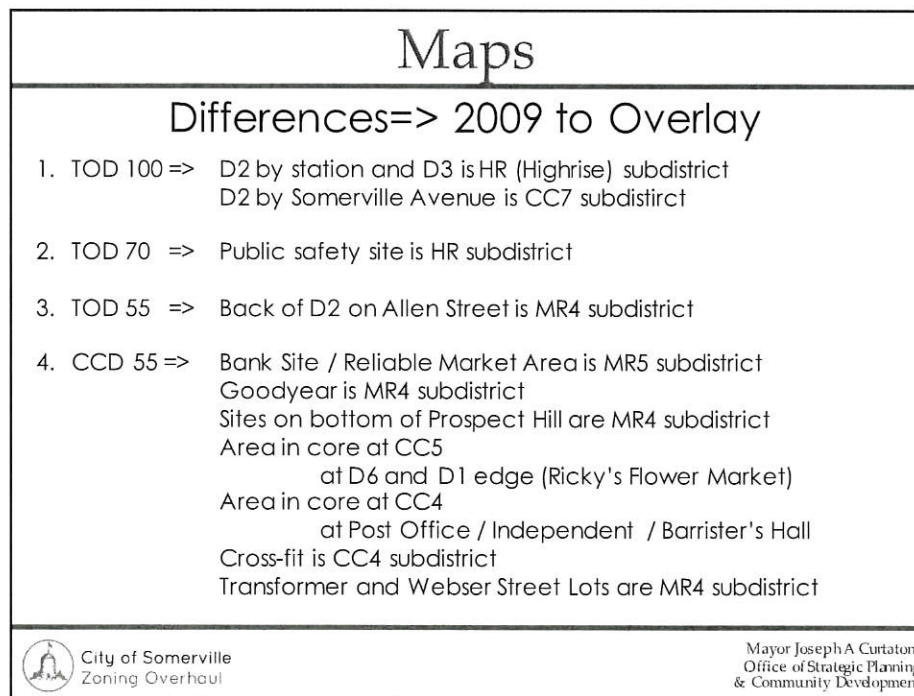 Maps
Differences=> 2009 to Overlay
1. TOD 100 => D2 by station and D3 is HR (Highrise) subdistrict
D2 by Somerville Avenue is CC7 subdistirct
2. TOD 70 => Public safety site is HR subdistrict
3. TOD 55 => Back of D2 on Allen Street is MR4 subdistrict
4. CCD 55 => Bank Site / Reliable Market Area is MR5 subdistrict
Goodyear is MR4 subdistrict
Sites on bottom of Prospect Hill are MR4 subdistrict
Area in core at CC5
at D6 and D1 edge (Ricky's Flower Market)
Area in core at CC4
at Post Office / Independent / Barrister's Hall
Cross-fit is CC4 subdistrict
Transformer and Webser Street Lots are MR4 subdistrict
City of Somerville
Zoning Overhaul
Mayor Joseph A Curtaton
Office of Strategic Planning
& Community Developmen